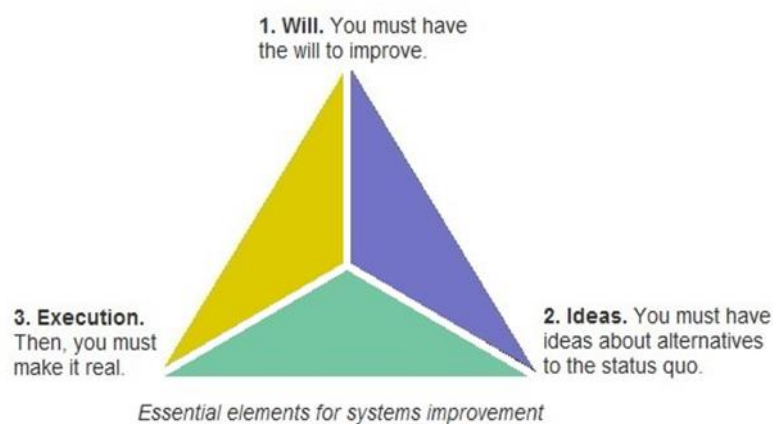 1. Will. You must have
the will to improve.
3. Execution.
Then, you must
make it real.
2. Ideas. You must have
ideas about alternatives
to the status quo.
Essential elements for systems improvement